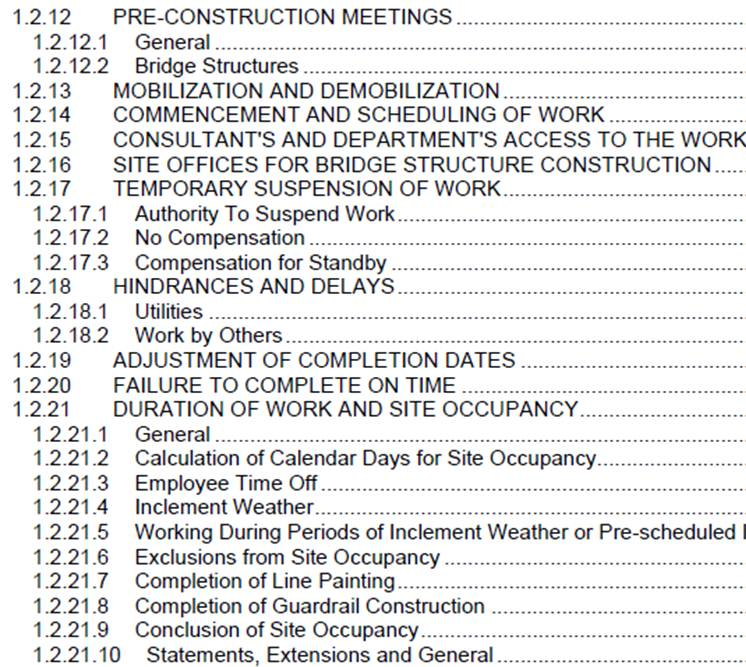 1.2.12 PRE-CONSTRUCTION MEETINGS
1.2.12.1 General
1.2.12.2 Bridge Structures
1.2.13 MOBILIZATION AND DEMOBILIZATION
1.2.14 COMMENCEMENT AND SCHEDULING OF WORK
1.2.15 CONSULTANT'S AND DEPARTMENT'S ACCESS TO THE WORK
1.2.16 SITE OFFICES FOR BRIDGE STRUCTURE CONSTRUCTION
1.2.17 TEMPORARY SUSPENSION OF WORK
1.2.17.1 Authority To Suspend Work
1.2.17.2 No Compensation
1.2.17.3 Compensation for Standby
1.2.18 HINDRANCES AND DELAYS
1.2.18.1 Utilities
1.2.18.2 Work by Others
1.2.19 ADJUSTMENT OF COMPLETION DATES
1.2.20 FAILURE TO COMPLETE ON TIME
1.2.21 DURATION OF WORK AND SITE OCCUPANCY
1.2.21.1 General
1.2.21.2 Calculation of Calendar Days for Site Occupancy
1.2.21.3 Employee Time Off
1.2.21.4 Inclement Weather
1.2.21.5 Working During Periods of Inclement Weather or Pre-scheduled
1.2.21.6 Exclusions from Site Occupancy
1.2.21.7 Completion of Line Painting
1.2.21.8 Completion of Guardrail Construction
1.2.21.9 Conclusion of Site Occupancy
1.2.21.10 Statements, Extensions and General